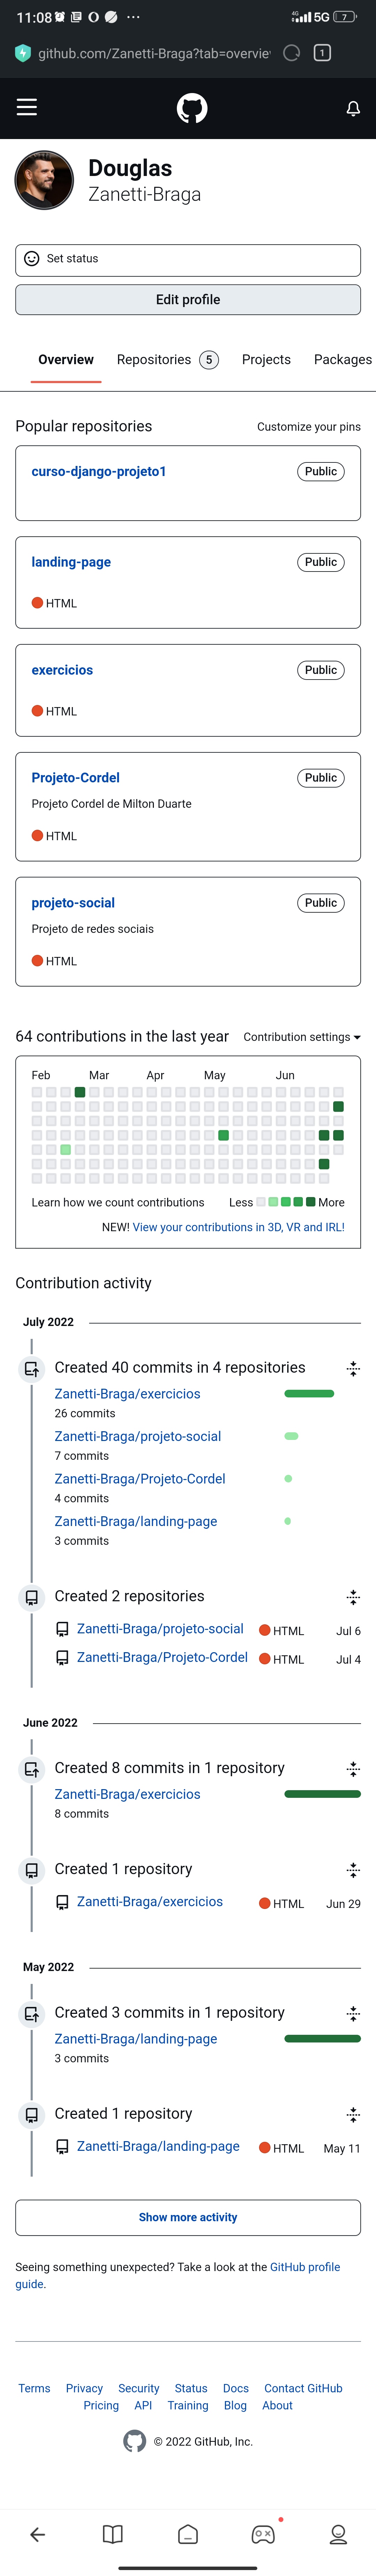 11:08 ... 4G 5G 7
github.com/Zanetti-Braga?tab=overvie
1
Douglas
Zanetti-Braga
Set status
Edit profile
Overview Repositories 5 Projects Packages
Popular repositories Customize your pins
curso-django-projeto1 Public
landing-page Public
HTML
exercicios Public
HTML
Projeto-Cordel Public
Projeto Cordel de Milton Duarte
HTML
projeto-social Public
Projeto de redes sociais
HTML
64 contributions in the last year Contribution settings
Feb Mar Apr May Jun
Learn how we count contributions Less More
NEW! View your contributions in 3D, VR and IRL!
Contribution activity
July 2022
Created 40 commits in 4 repositories
Zanetti-Braga/exercicios
26 commits
Zanetti-Braga/projeto-social
7 commits
Zanetti-Braga/Projeto-Cordel
4 commits
Zanetti-Braga/landing-page
3 commits
Created 2 repositories
Zanetti-Braga/projeto-social HTML Jul 6
Zanetti-Braga/Projeto-Cordel HTML Jul 4
June 2022
Created 8 commits in 1 repository
Zanetti-Braga/exercicios
8 commits
Created 1 repository
Zanetti-Braga/exercicios HTML Jun 29
May 2022
Created 3 commits in 1 repository
Zanetti-Braga/landing-page
3 commits
Created 1 repository
Zanetti-Braga/landing-page HTML May 11
Show more activity
Seeing something unexpected? Take a look at the GitHub profile
guide.
Terms Privacy Security Status Docs Contact GitHub
Pricing API Training Blog About
© 2022 GitHub, Inc.